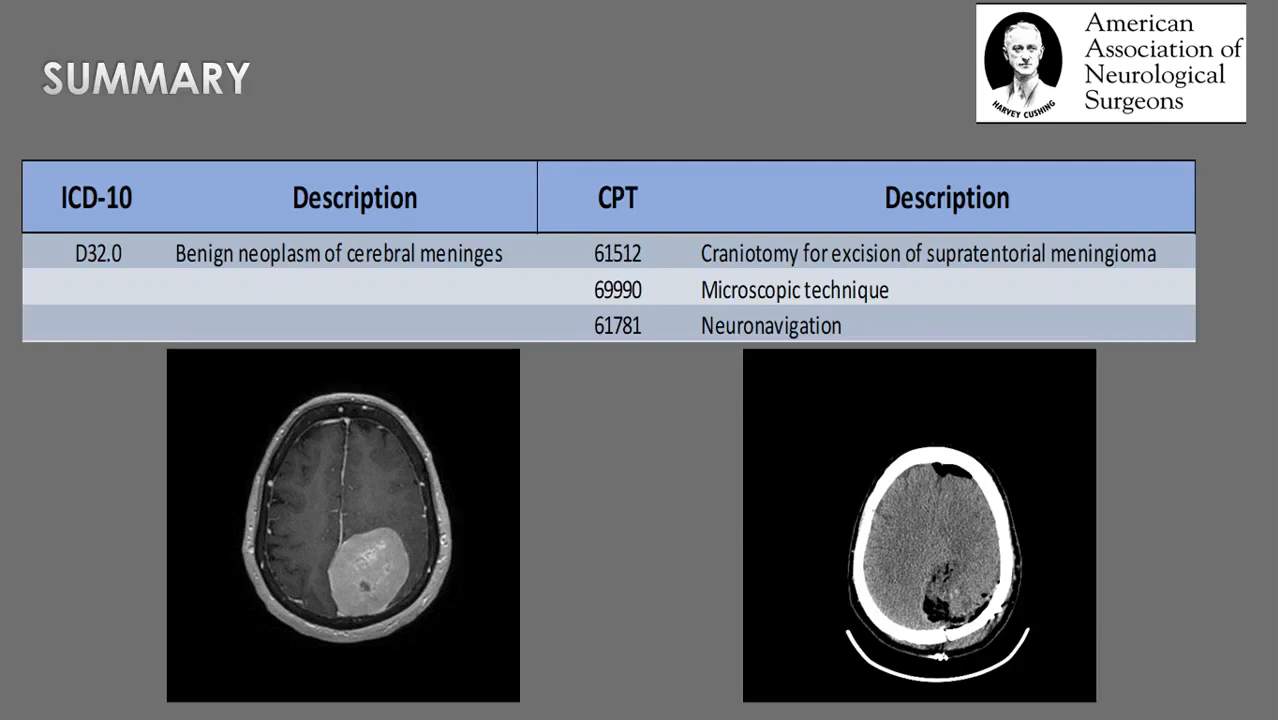 SUMMARY
American
Association of
Neurological
Surgeons
HARVEY CUSHING
ICD-10 Description CPT Description
D32.0 Benign neoplasm of cerebral meninges 61512 Craniotomy for excision of supratentorial meningioma
69990 Microscopic technique
61781 Neuronavigation